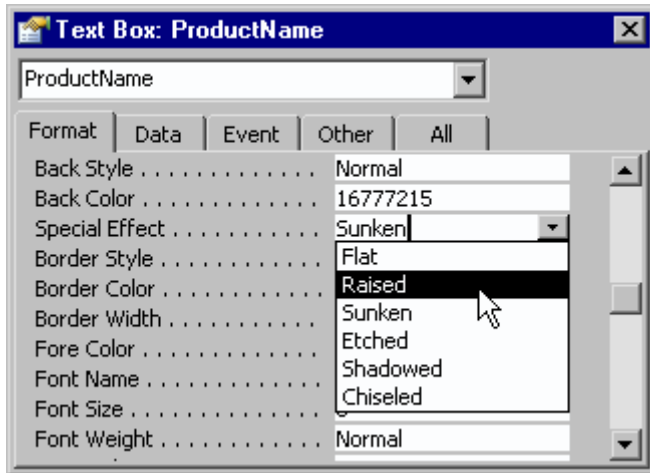 Text Box: ProductName
ProductName
Format Data Event Other All
Back Style . . . . . . . . . . . . . Normal
Back Color . . . . . . . . . . . . . 16777215
Special Effect . . . . . . . . . . . Sunken
Border Style . . . . . . . . . . . . Flat
Border Color . . . . . . . . . . . . Raised
Border Width . . . . . . . . . . . Sunken
Fore Color . . . . . . . . . . . . . Etched
Font Name . . . . . . . . . . . . . Shadowed
Font Size . . . . . . . . . . . . . . Chiseled
Font Weight . . . . . . . . . . . . Normal